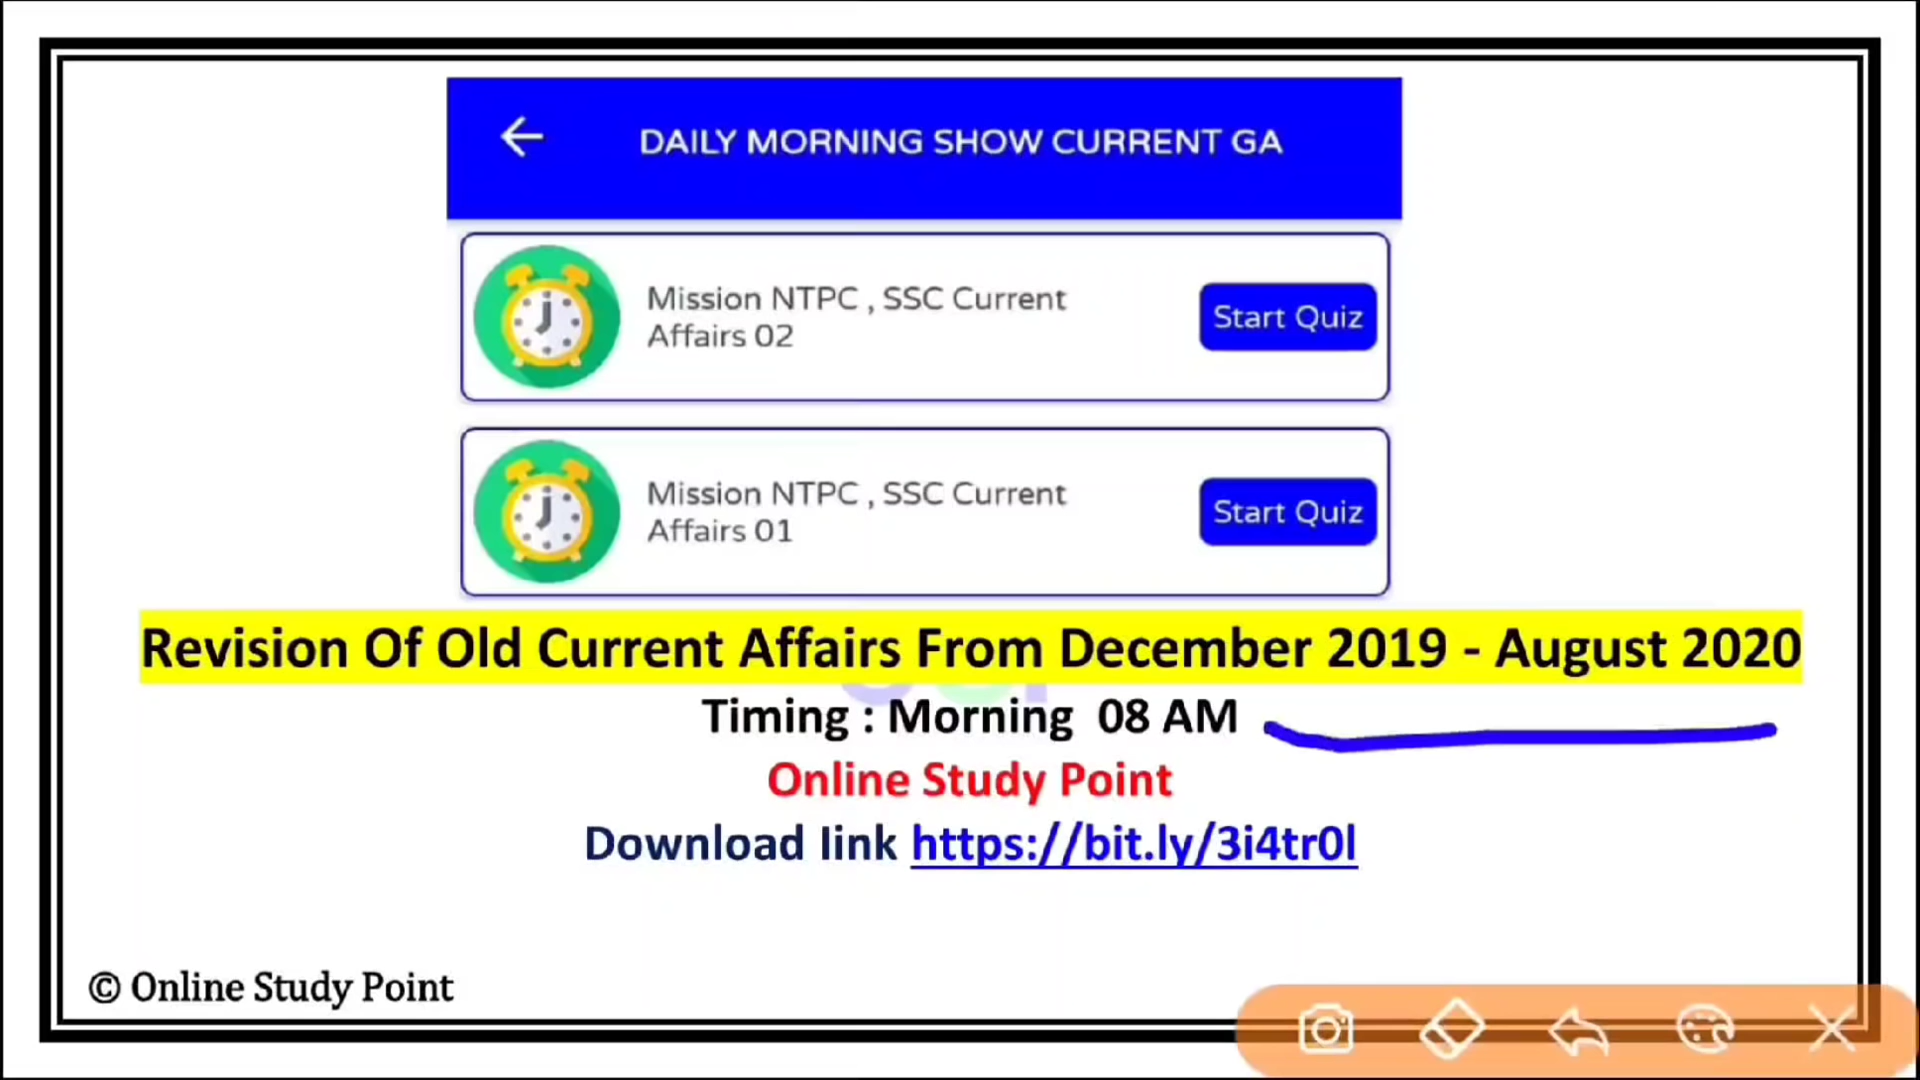 DAILY MORNING SHOW CURRENT GA
Mission NTPC , SSC Current
Affairs 02
Start Quiz
Mission NTPC , SSC Current
Affairs 01
Start Quiz
Revision Of Old Current Affairs From December 2019 - August 2020
Timing : Morning 08 AM
Online Study Point
Download link https://bit.ly/3i4tr0l
© Online Study Point